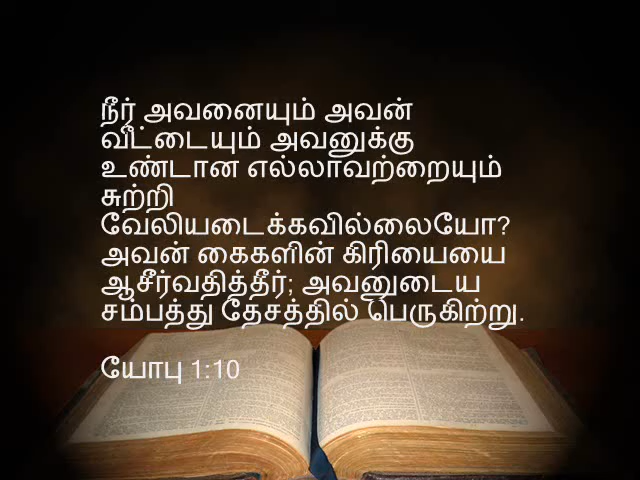 நீர் அவனையும் அவன்
வீட்டையும் அவனுக்கு
உண்டான எல்லாவற்றையும்
சுற்றி
வேலியடைக்கவில்லையோ?
அவன் கைகளின் கிரியையை
ஆசீர்வதித்தீர்; அவனுடைய
சம்பத்து தேசத்தில் பெருகிற்று.
யோபு 1:10